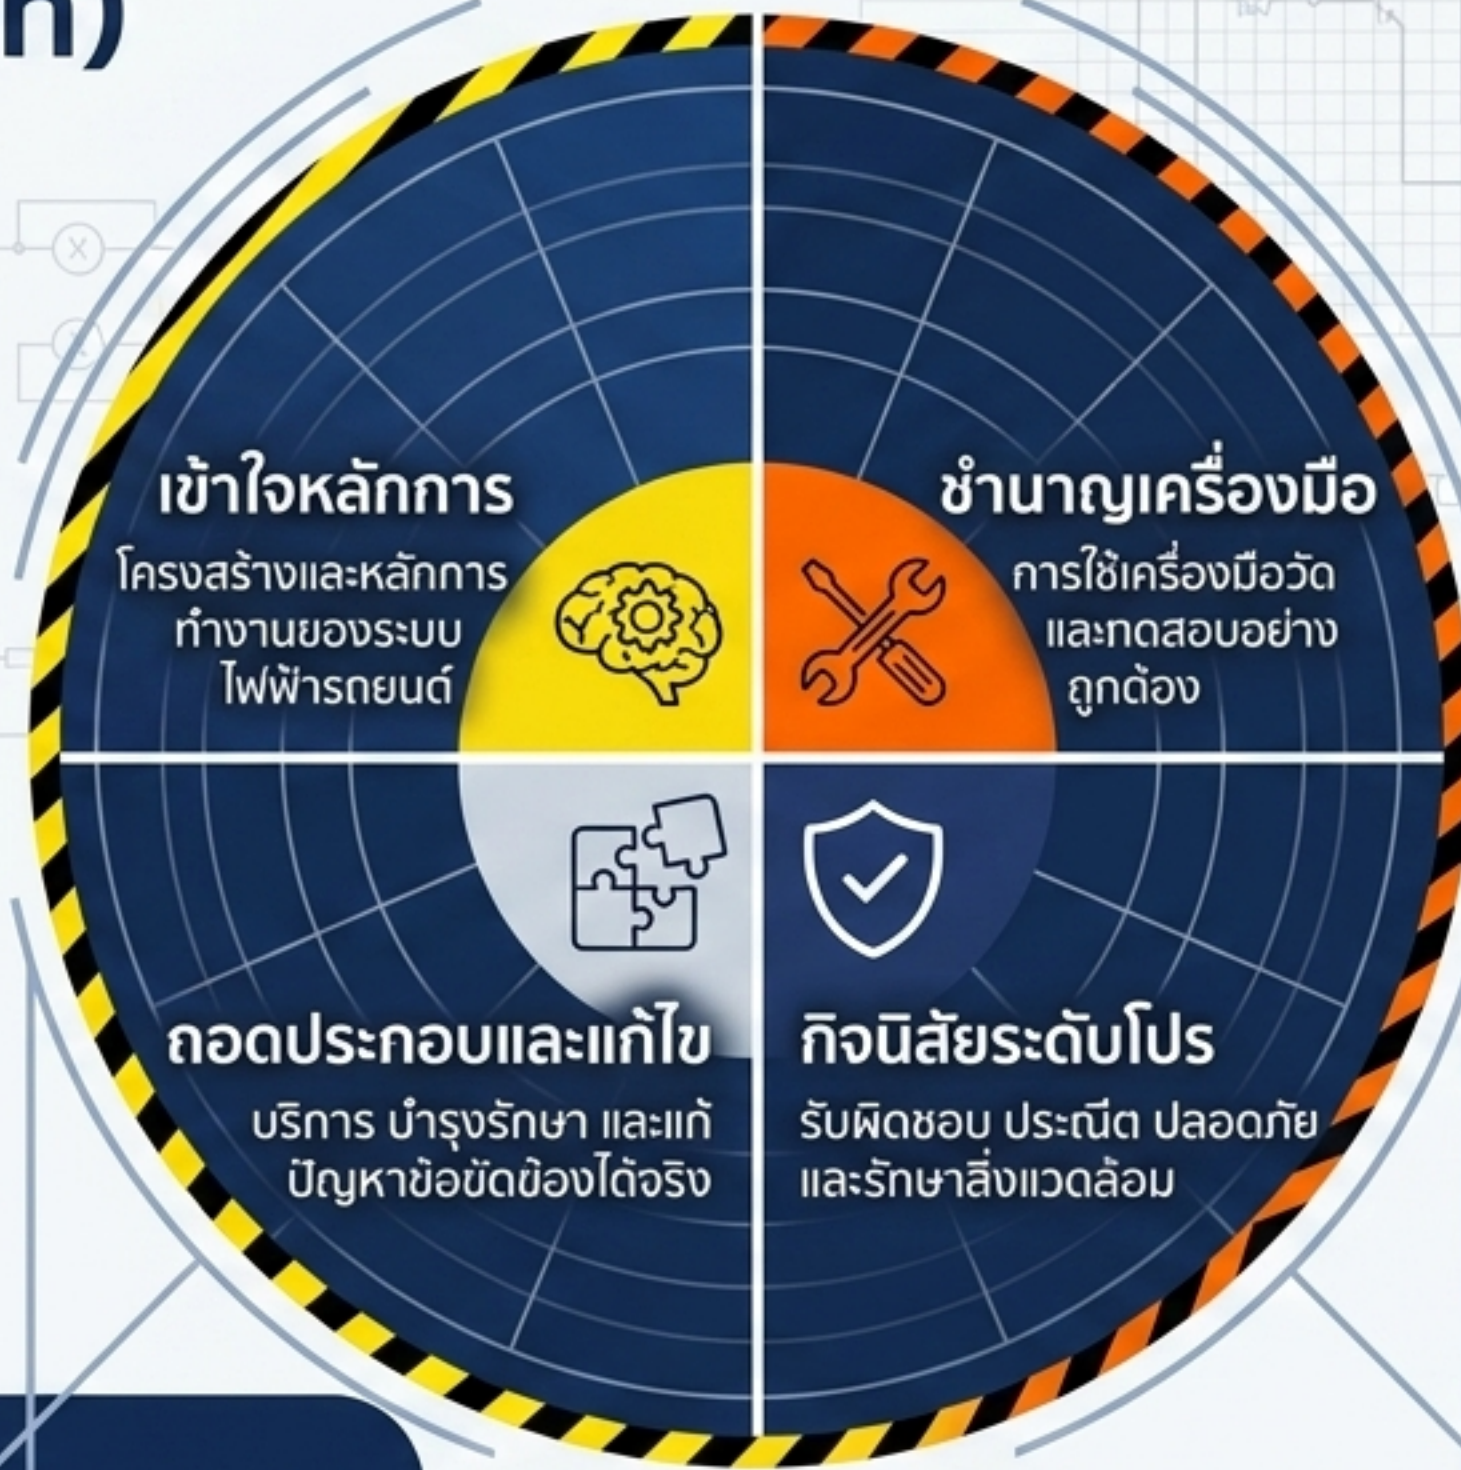 เข้าใจหลักการ
โครงสร้างและหลักการ
ทำงานของระบบ
ไฟฟ้ารถยนต์
ชำนาญเครื่องมือ
การใช้เครื่องมือวัด
และทดสอบอย่าง
ถูกต้อง
ถอดประกอบและแก้ไข
บริการ บำรุงรักษา และแก้
ปัญหาข้อขัดข้องได้จริง
กิจนิสัยระดับโปร
รับผิดชอบ ประณีต ปลอดภัย
และรักษาสิ่งแวดล้อม